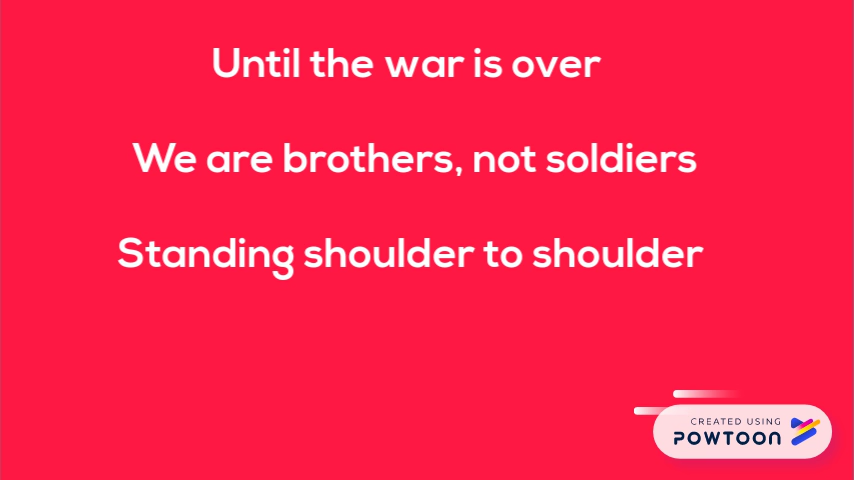 Until the war is over
We are brothers, not soldiers
Standing shoulder to shoulder
CREATED USING
POWTOON